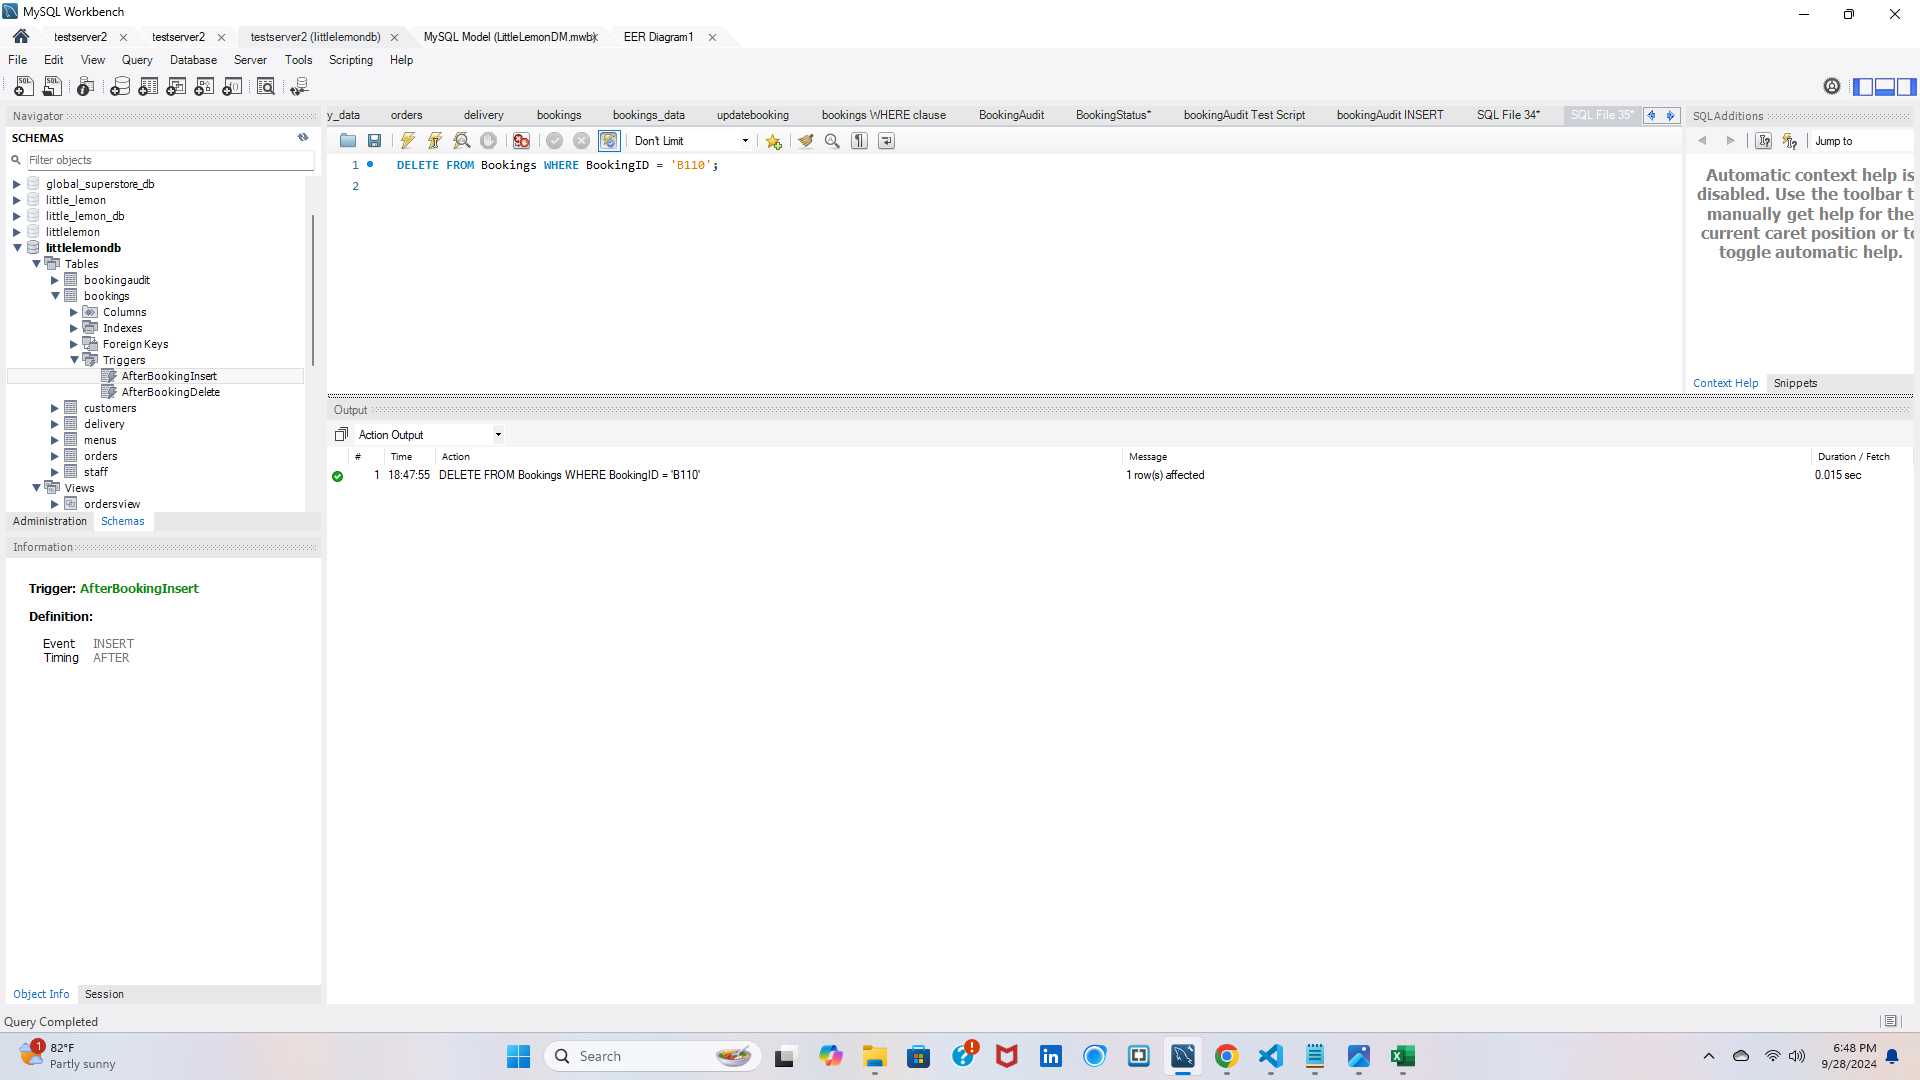 MySQL Workbench
testserver2
testserver2
testserver2 (littlelemondb)
MySQL Model (LittleLemonDM.mwb)
EER Diagram1
File Edit View Query Database Server Tools Scripting Help
Navigator
SCHEMAS
Filter objects
global_superstore_db
little_lemon
little_lemon_db
littlelemon
littlelemondb
Tables
bookingaudit
bookings
Columns
Indexes
Foreign Keys
Triggers
AfterBookingInsert
AfterBookingDelete
customers
delivery
menus
orders
staff
Views
ordersview
Administration Schemas
Information
Trigger: AfterBookingInsert
Definition:
Event INSERT
Timing AFTER
Object Info Session
y_data orders delivery bookings bookings_data updatebooking bookings WHERE clause BookingAudit BookingStatus* bookingAudit Test Script bookingAudit INSERT SQL File 34* SQL File 35*
Don't Limit
1 DELETE FROM Bookings WHERE BookingID = 'B110';
2
SQLAdditions
Jump to
Automatic context help is
disabled. Use the toolbar t
manually get help for the
current caret position or to
toggle automatic help.
Context Help Snippets
Output
Action Output
# Time Action Message Duration / Fetch
1 18:47:55 DELETE FROM Bookings WHERE BookingID = 'B110' 1 row(s) affected 0.015 sec
Query Completed
1
82°F
Partly sunny
Search
6:48 PM
9/28/2024